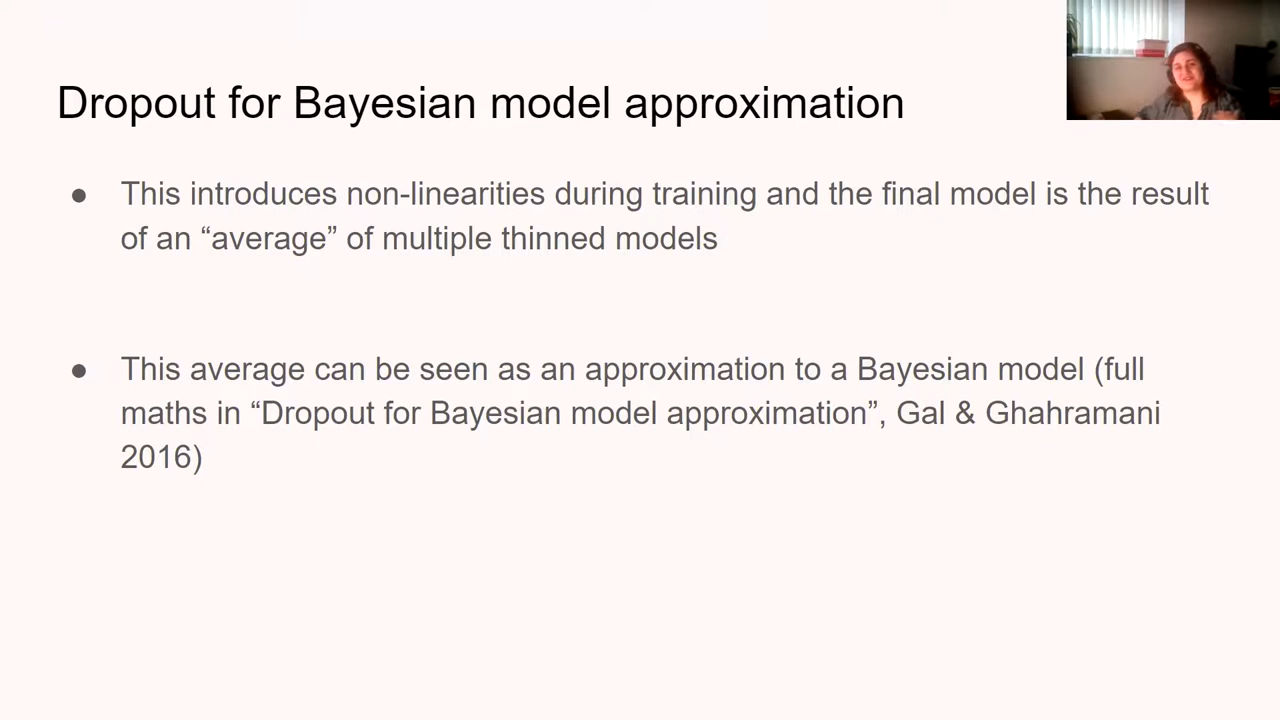 Dropout for Bayesian model approximation
● This introduces non-linearities during training and the final model is the result
of an “average” of multiple thinned models
● This average can be seen as an approximation to a Bayesian model (full
maths in “Dropout for Bayesian model approximation”, Gal & Ghahramani
2016)